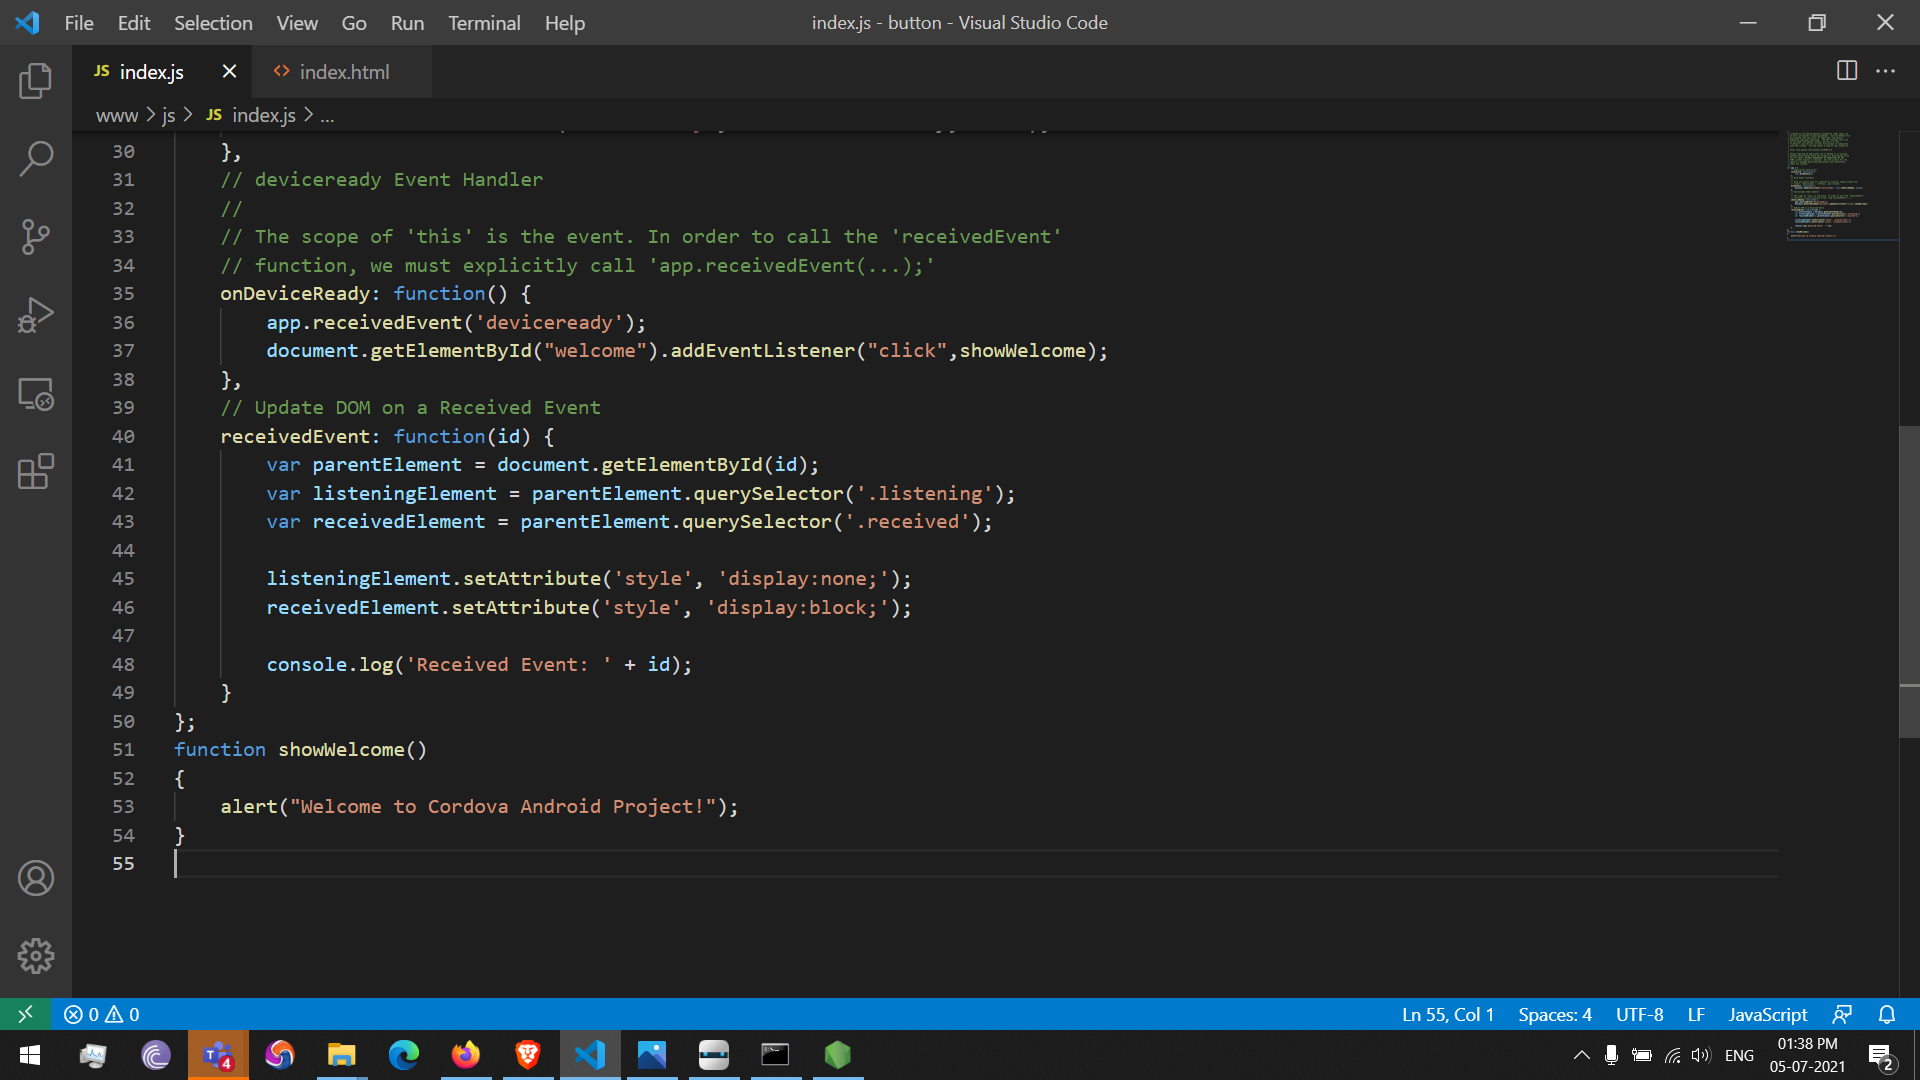 File Edit Selection View Go Run Terminal Help
index.js - button - Visual Studio Code
JS index.js
<> index.html
www > js > JS index.js > ...
30 },
31 // deviceready Event Handler
32 //
33 // The scope of 'this' is the event. In order to call the 'receivedEvent'
34 // function, we must explicitly call 'app.receivedEvent(...);'
35 onDeviceReady: function() {
36 app.receivedEvent('deviceready');
37 document.getElementById("welcome").addEventListener("click",showWelcome);
38 },
39 // Update DOM on a Received Event
40 receivedEvent: function(id) {
41 var parentElement = document.getElementById(id);
42 var listeningElement = parentElement.querySelector('.listening');
43 var receivedElement = parentElement.querySelector('.received');
44
45 listeningElement.setAttribute('style', 'display:none;');
46 receivedElement.setAttribute('style', 'display:block;');
47
48 console.log('Received Event: ' + id);
49 }
50 };
51 function showWelcome()
52 {
53 alert("Welcome to Cordova Android Project!");
54 }
55
0 0
Ln 55, Col 1 Spaces: 4 UTF-8 LF JavaScript
4
ENG
01:38 PM
05-07-2021
2